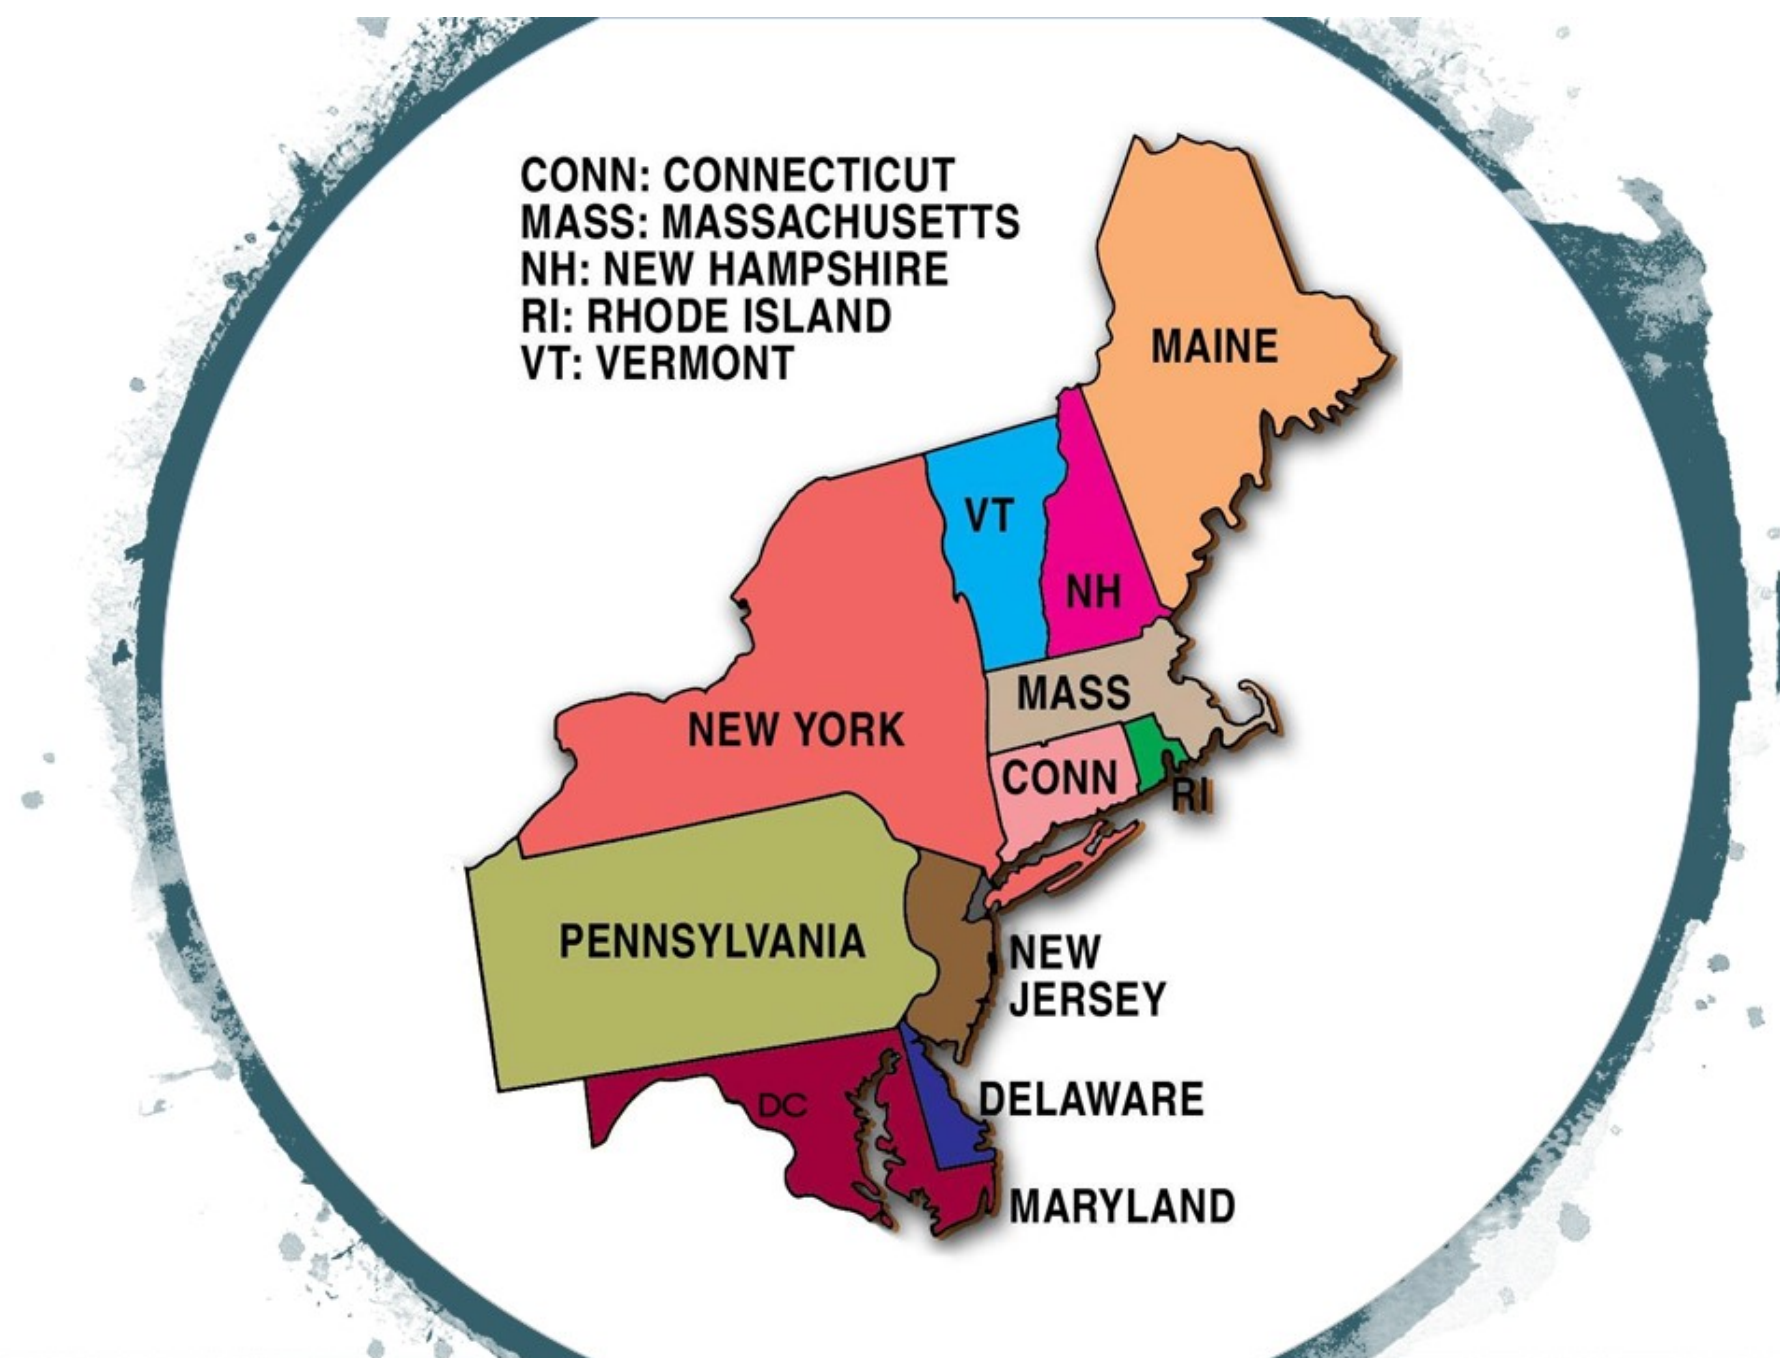 CONN: CONNECTICUT
MASS: MASSACHUSETTS
NH: NEW HAMPSHIRE
RI: RHODE ISLAND
VT: VERMONT
MAINE
VT
NH
MASS
NEW YORK
CONN
RI
PENNSYLVANIA
NEW
JERSEY
DC
DELAWARE
MARYLAND